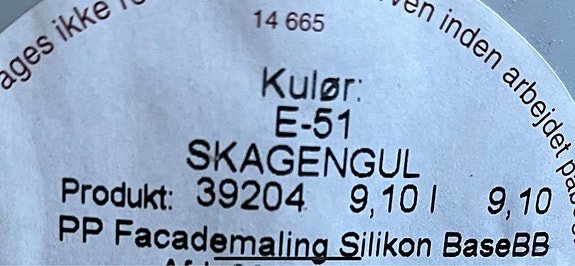 ages ikke
ven inden arbejdet på
14 665
Kulør:
E-51
SKAGENGUL
Produkt: 39204 9,10 l 9,10
PP Facademaling Silikon BaseBB